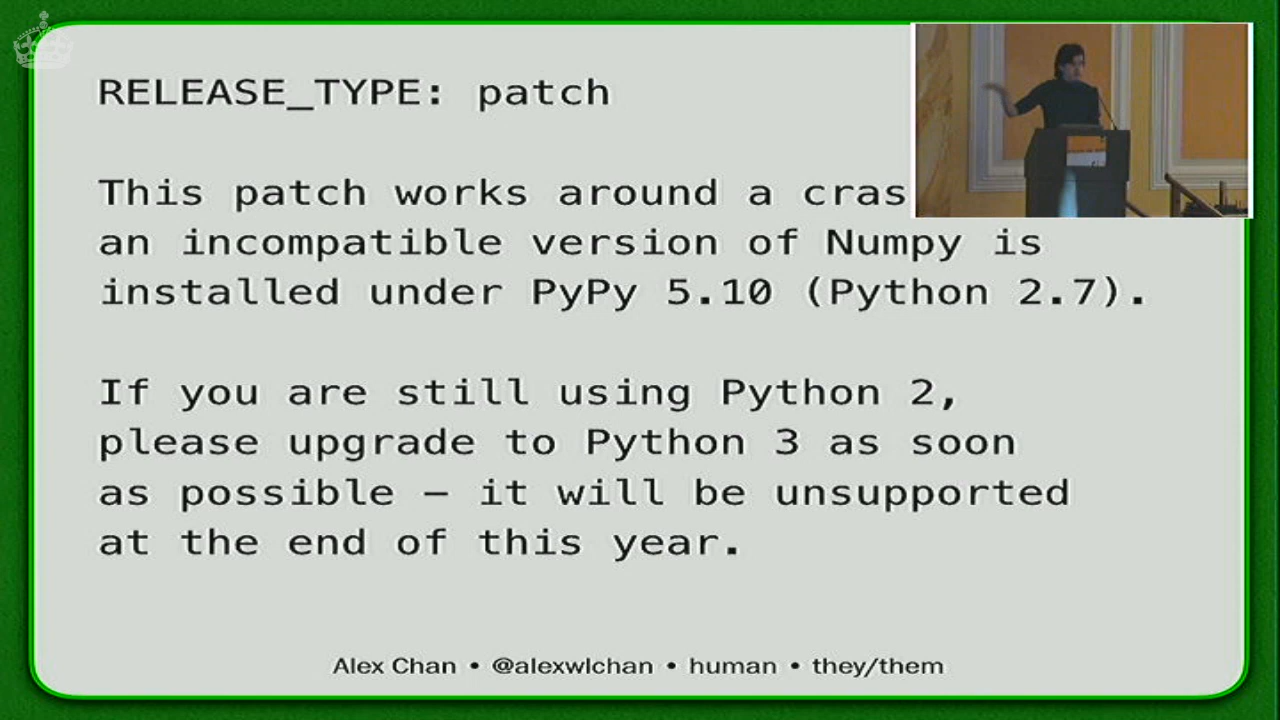 RELEASE_TYPE: patch
This patch works around a
an incompatible version of Numpy is
installed under PyPy 5.10 (Python 2.7).
If you are still using Python 2,
please upgrade to Python 3 as soon
as possible – it will be unsupported
at the end of this year.
Alex Chan • @alexwlchan • human • they/them